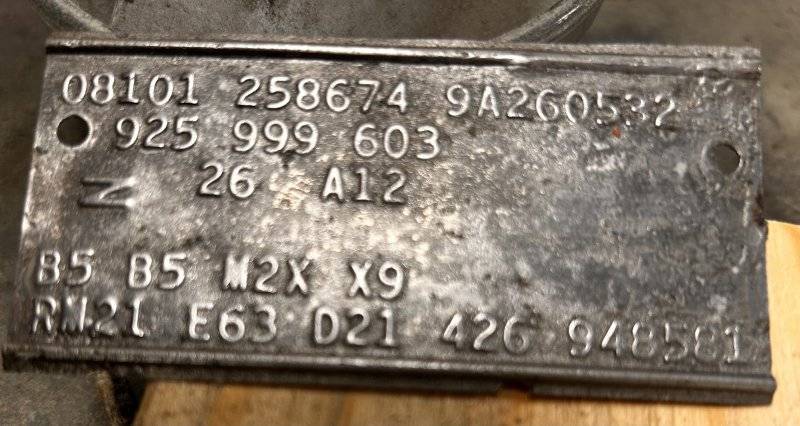 08101 258674 9A260532
925 999 603
N 26 A12
B5 B5 M2X X9
RM21 E63 D21 426 948581